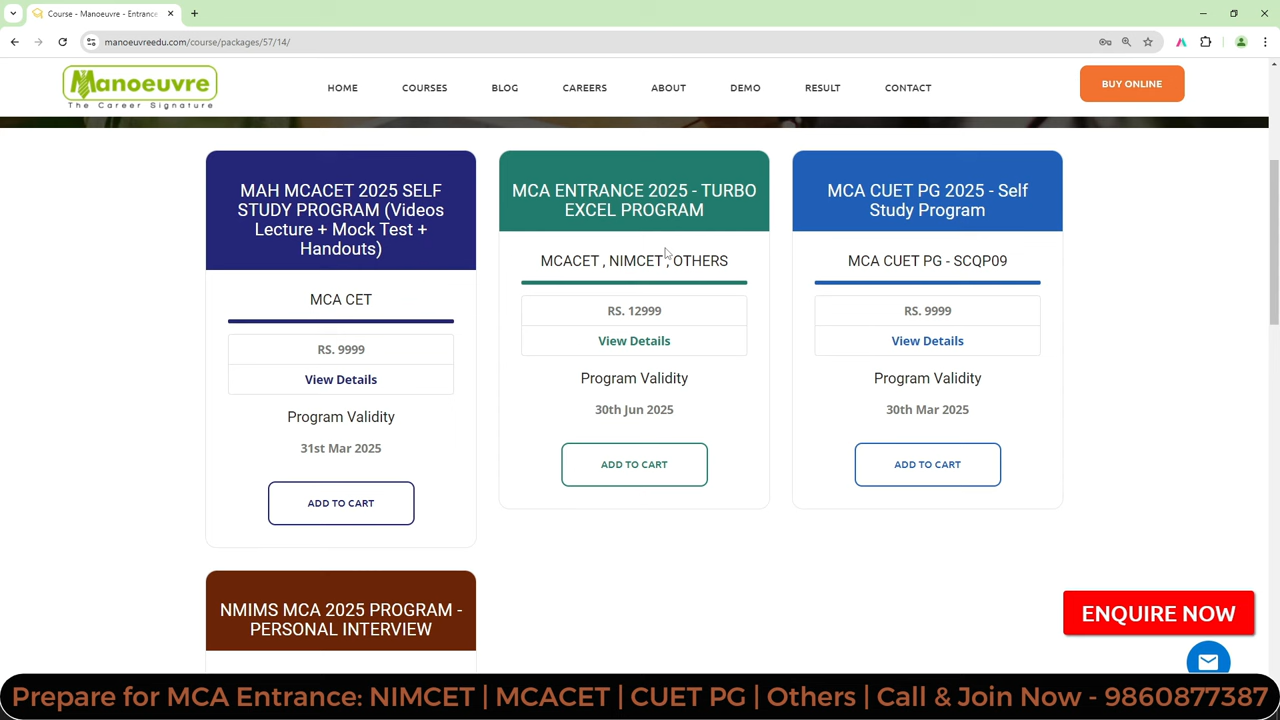 Course - Manoeuvre - Entrance
manoeuvreedu.com/course/packages/57/14/
Manoeuvre
The Career Signature
HOME
COURSES
BLOG
CAREERS
ABOUT
DEMO
RESULT
CONTACT
BUY ONLINE
MAH MCACET 2025 SELF
STUDY PROGRAM (Videos
Lecture + Mock Test +
Handouts)
MCA CET
RS. 9999
View Details
Program Validity
31st Mar 2025
ADD TO CART
MCA ENTRANCE 2025 - TURBO
EXCEL PROGRAM
MCACET , NIMCET , OTHERS
RS. 12999
View Details
Program Validity
30th Jun 2025
ADD TO CART
MCA CUET PG 2025 - Self
Study Program
MCA CUET PG - SCQP09
RS. 9999
View Details
Program Validity
30th Mar 2025
ADD TO CART
NMIMS MCA 2025 PROGRAM -
PERSONAL INTERVIEW
ENQUIRE NOW
Prepare for MCA Entrance: NIMCET | MCACET | CUET PG | Others | Call & Join Now - 9860877387